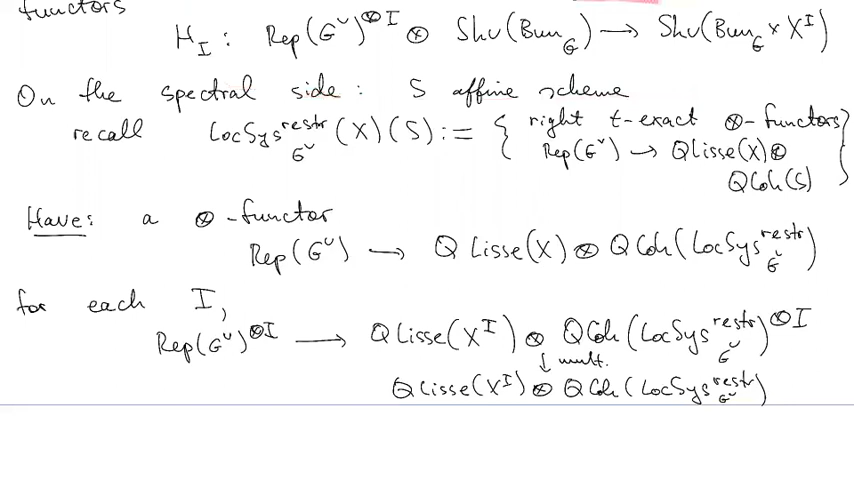 functors
H_I : Rep(G^∨)^{⊗I} ⊗ Shv(Bun_G) → Shv(Bun_G × X^I)
On the spectral side: S affine scheme
recall LocSys^{restr}_{G^∨}(X)(S) := { right t-exact ⊗-functors
Rep(G^∨) → QLisse(X) ⊗
QCoh(S) }
Have: a ⊗-functor
Rep(G^∨) → QLisse(X) ⊗ QCoh(LocSys^{restr}_{G^∨})
for each I,
Rep(G^∨)^{⊗I} → QLisse(X^I) ⊗ QCoh(LocSys^{restr}_{G^∨})^{⊗I}
↓ mult.
QLisse(X^I) ⊗ QCoh(LocSys^{restr}_{G^∨})